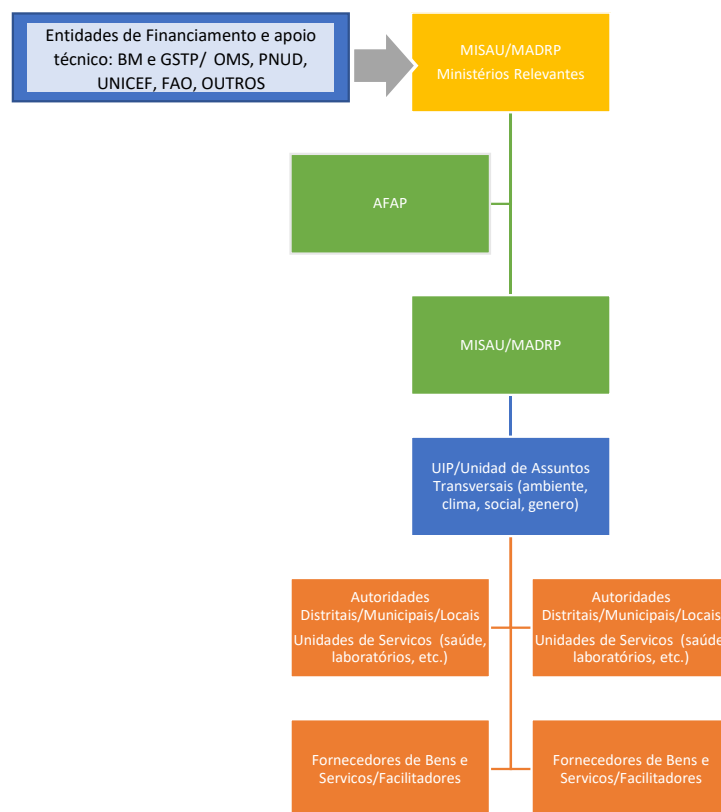 Entidades de Financiamento e apoio
técnico: BM e GSTP/ OMS, PNUD,
UNICEF, FAO, OUTROS
MISAU/MADRP
Ministérios Relevantes
AFAP
MISAU/MADRP
UIP/Unidad de Assuntos
Transversais (ambiente,
clima, social, genero)
Autoridades
Distritais/Municipais/Locais
Unidades de Servicos (saúde,
laboratórios, etc.)
Autoridades
Distritais/Municipais/Locais
Unidades de Servicos (saúde,
laboratórios, etc.)
Fornecedores de Bens e
Servicos/Facilitadores
Fornecedores de Bens e
Servicos/Facilitadores